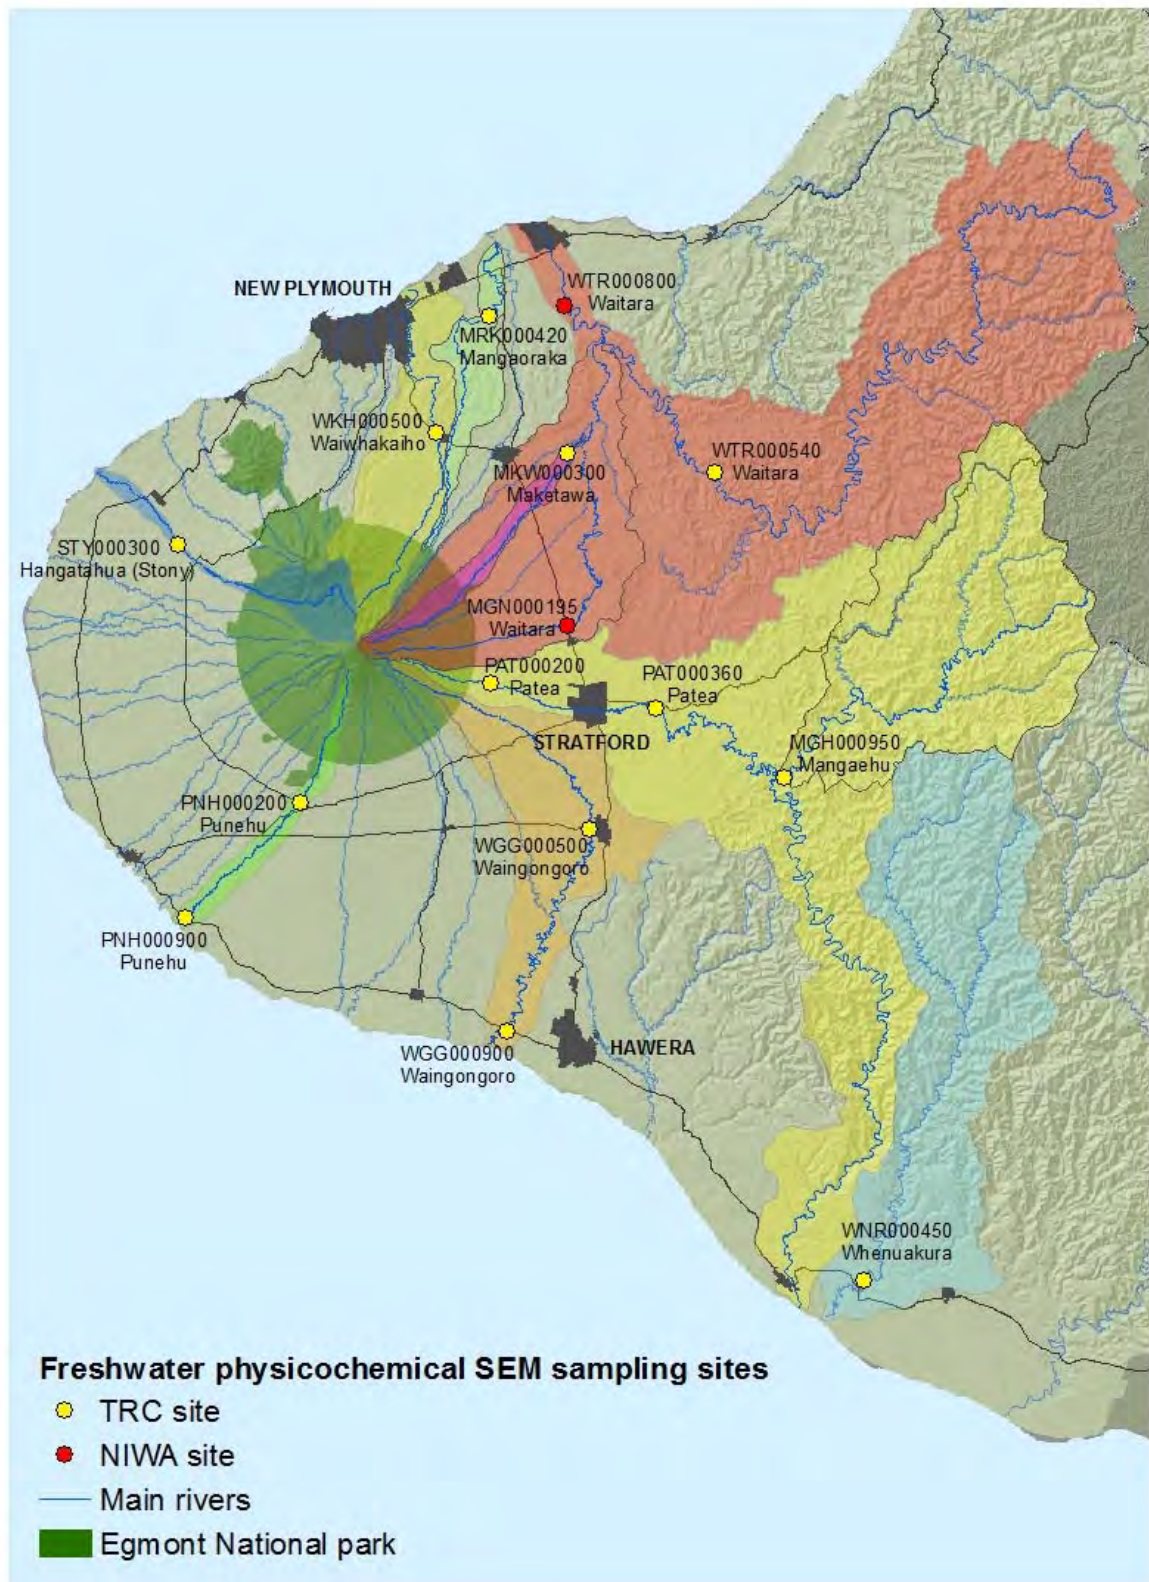 WTR000800
Waitara
NEW PLYMOUTH
MRK000420
Mangaoraka
WKH000500
Waiwhakaiho
WTR000540
Waitara
MKW000300
Maketawa
STY000300
Hangatahua (Stony)
MGN000195
Waitara
PAT000200
Patea
PAT000360
Patea
STRATFORD
MGH000950
Mangaehu
PNH000200
Punehu
WGG000500
Waingongoro
PNH000900
Punehu
WGG000900
Waingongoro
HAWERA
WNR000450
Whenuakura
Freshwater physicochemical SEM sampling sites
TRC site
NIWA site
Main rivers
Egmont National park